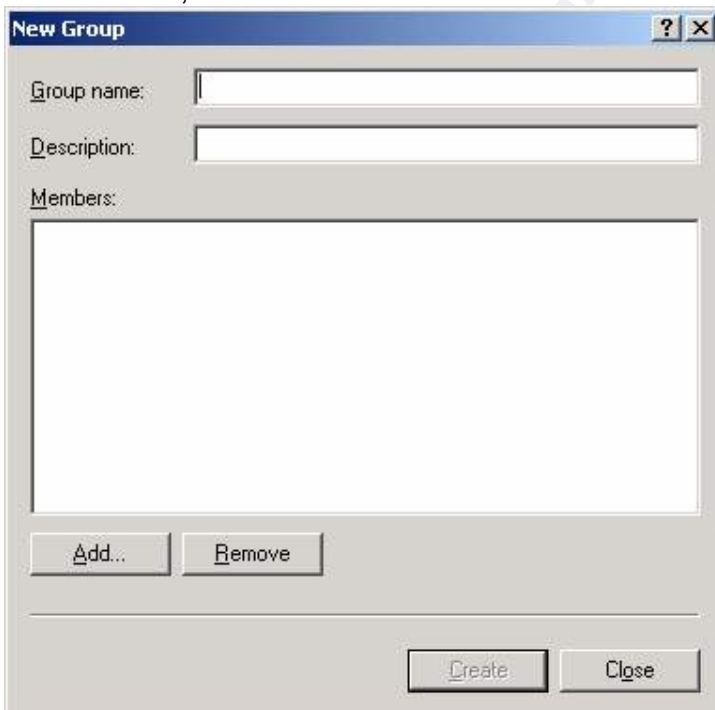 New Group
Group name:
Description:
Members:
Add... Remove
Create Close